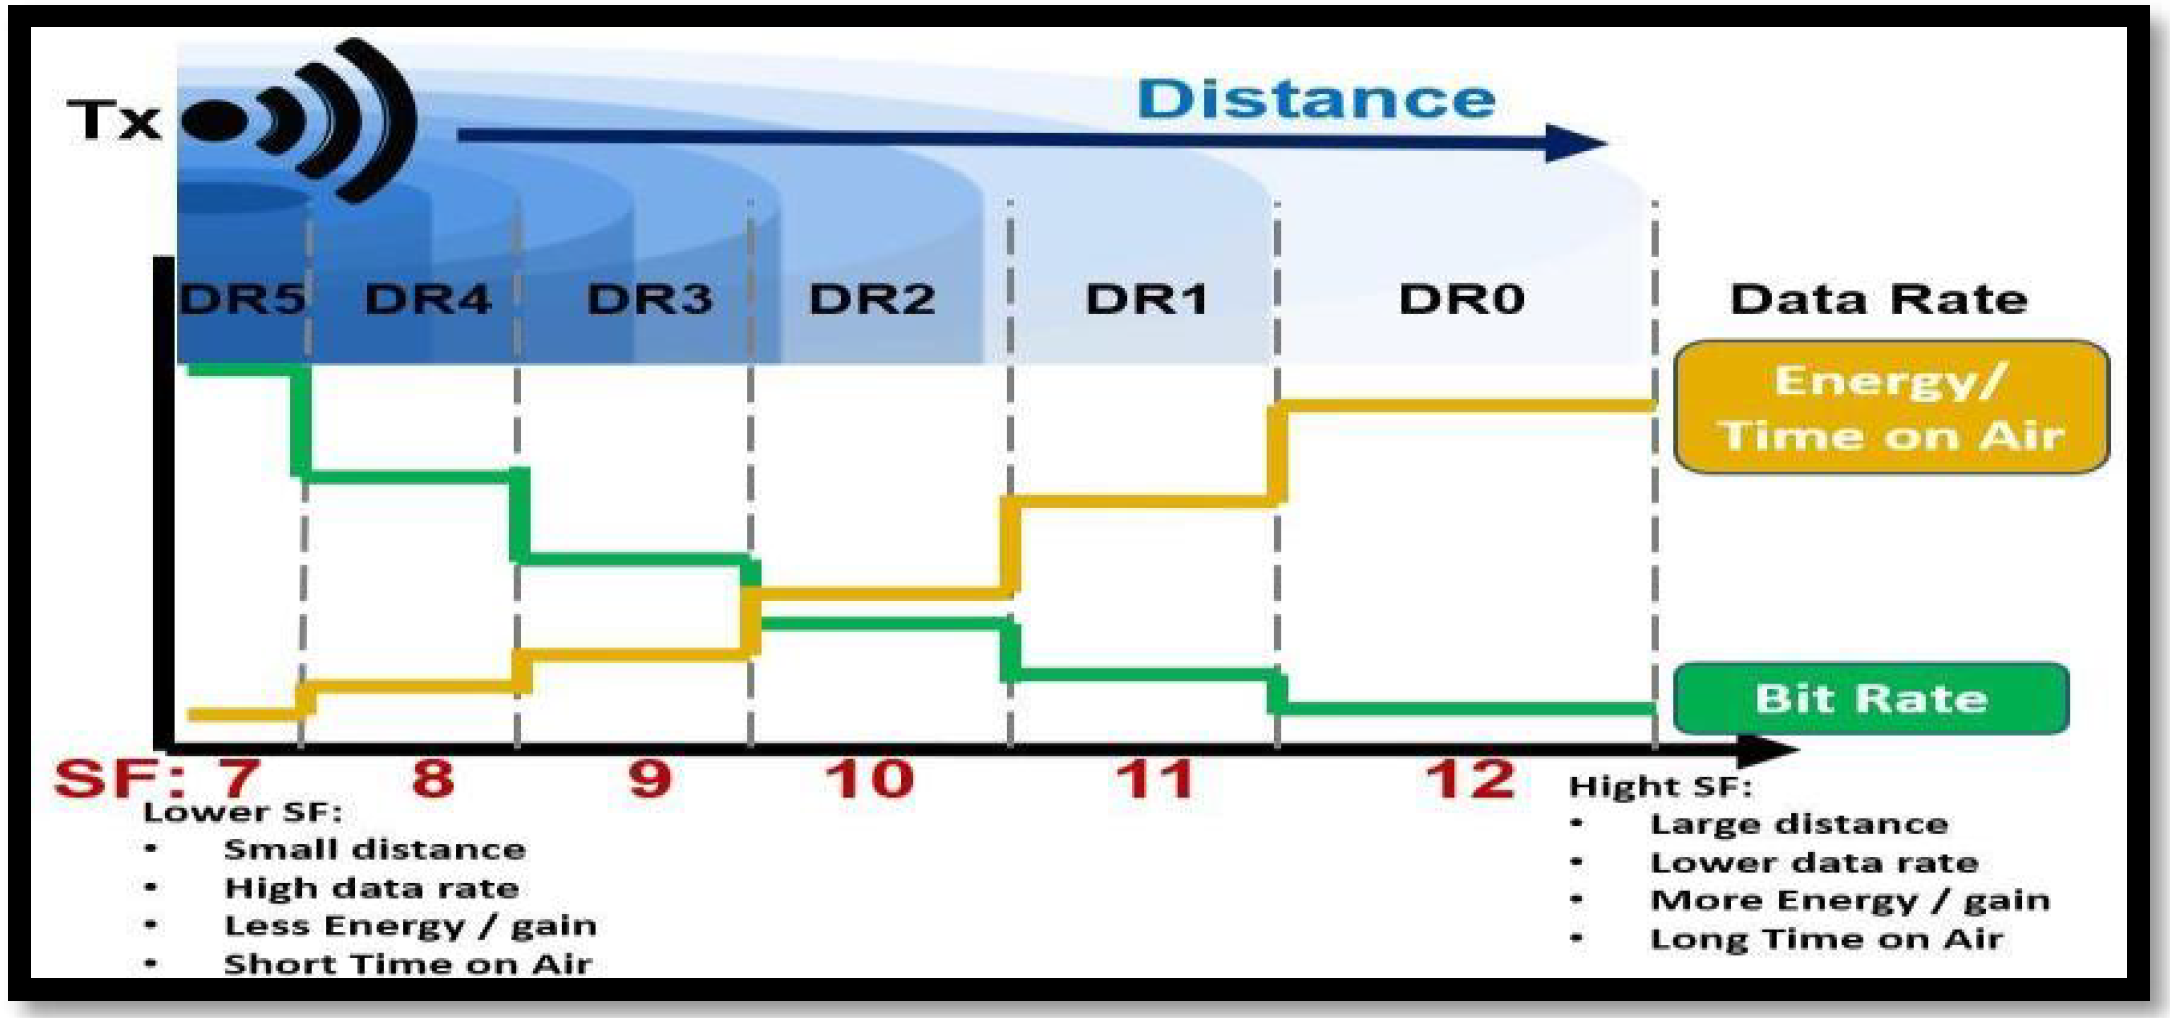 Tx
Distance
DR5 DR4 DR3 DR2 DR1 DR0 Data Rate
Energy/
Time on Air
Bit Rate
SF: 7 8 9 10 11 12
Lower SF:
• Small distance
• High data rate
• Less Energy / gain
• Short Time on Air
Hight SF:
• Large distance
• Lower data rate
• More Energy / gain
• Long Time on Air